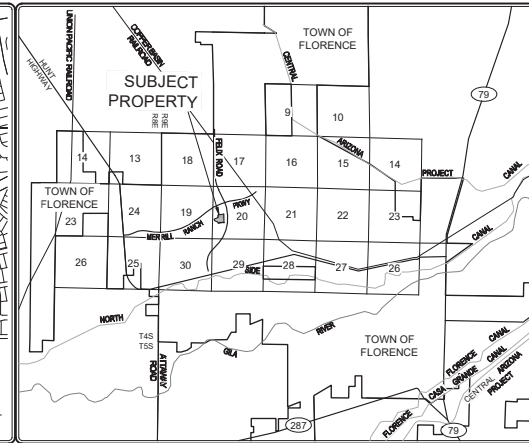 UNION PACIFIC RAILROAD
COPPER BASIN
RAILROAD
HUNT
HIGHWAY
TOWN OF
FLORENCE
CENTRAL
79
SUBJECT
PROPERTY
R8E
R9E
9
10
FELIX ROAD
ARIZONA
14
13
18
17
16
15
14
PROJECT
CANAL
TOWN OF
FLORENCE
23
24
19
20
21
22
23
MERRILL
RANCH
PKWY
CANAL
26
25
30
29
SIDE
28
27
26
NORTH
T4S
T5S
ATTAWAY
ROAD
GILA
RIVER
TOWN OF
FLORENCE
287
79
FLORENCE
CASA
GRANDE
CANAL
FLORENCE
CANAL
CENTRAL
ARIZONA
PROJECT